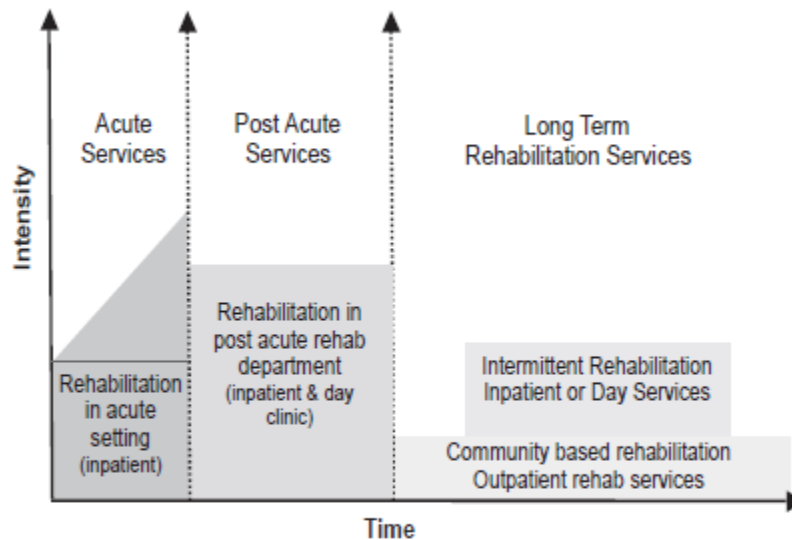 Acute
Services
Post Acute
Services
Long Term
Rehabilitation Services
Intensity
Rehabilitation
in acute
setting
(inpatient)
Rehabilitation in
post acute rehab
department
(inpatient & day
clinic)
Intermittent Rehabilitation
Inpatient or Day Services
Community based rehabilitation
Outpatient rehab services
Time